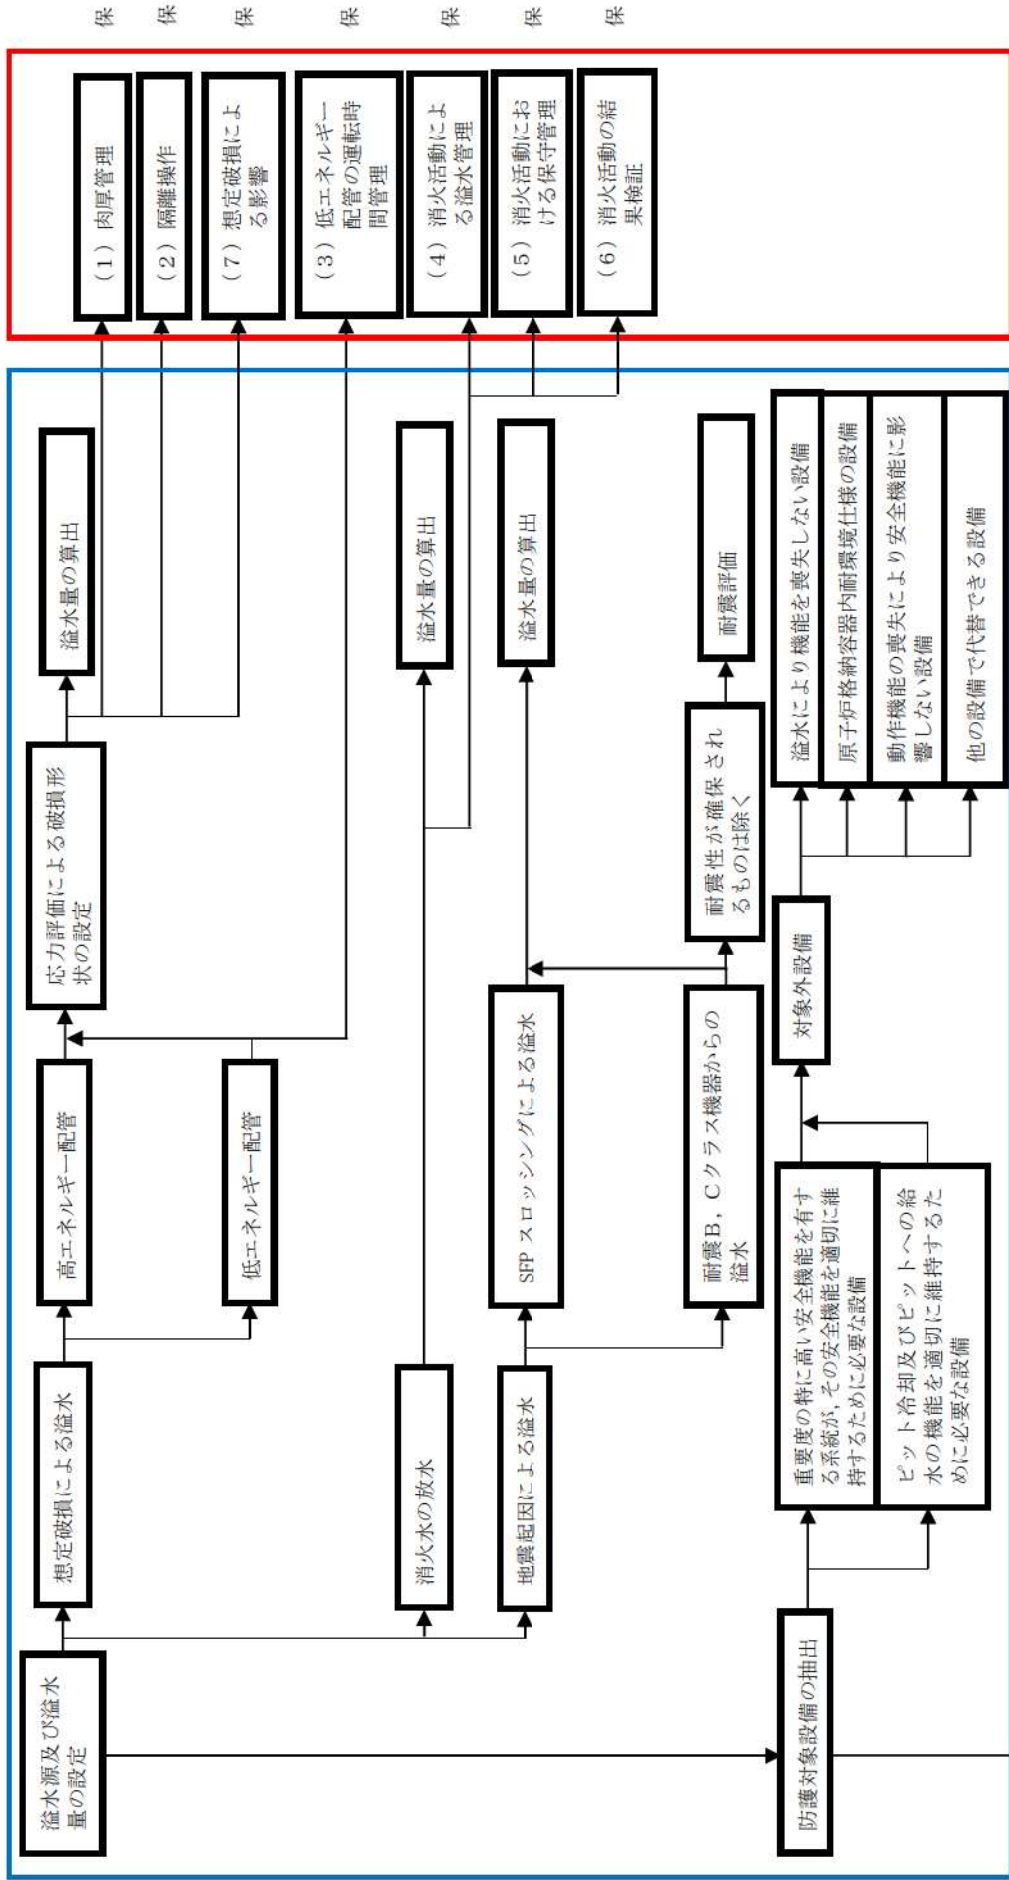 溢水源及び溢水
量の設定
想定破損による溢水
高エネルギー配管
応力評価による破損形
状の設定
溢水量の算出
(1) 肉厚管理
保
(2) 隔離操作
保
低エネルギー配管
(7) 想定破損によ
る影響
保
(3) 低エネルギー
配管の運転時
間管理
保
消火水の放水
溢水量の算出
(4) 消火活動によ
る溢水管理
保
地震起因による溢水
SFP スロッシングによる溢水
溢水量の算出
(5) 消火活動にお
ける保守管理
保
(6) 消火活動の結
果検証
保
耐震B，Cクラス機器からの
溢水
耐震性が確保され
るものは除く
耐震評価
防護対象設備の抽出
重要度の特に高い安全機能を有す
る系統が，その安全機能を適切に維
持するために必要な設備
ピット冷却及びピットへの給
水の機能を適切に維持するた
めに必要な設備
対象外設備
溢水により機能を喪失しない設備
原子炉格納容器内耐環境仕様の設備
動作機能の喪失により安全機能に影
響しない設備
他の設備で代替できる設備